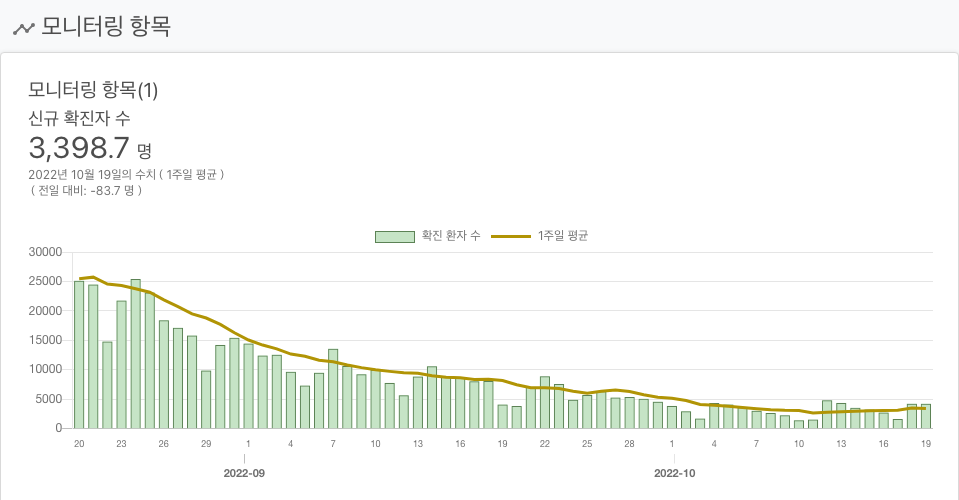 모니터링 항목
모니터링 항목(1)
신규 확진자 수
3,398.7 명
2022년 10월 19일의 수치 ( 1주일 평균 )
( 전일 대비: -83.7 명 )
확진 환자 수 1주일 평균
30000
25000
20000
15000
10000
5000
0
20 23 26 29 1 4 7 10 13 16 19 22 25 28 1 4 7 10 13 16 19
2022-09 2022-10